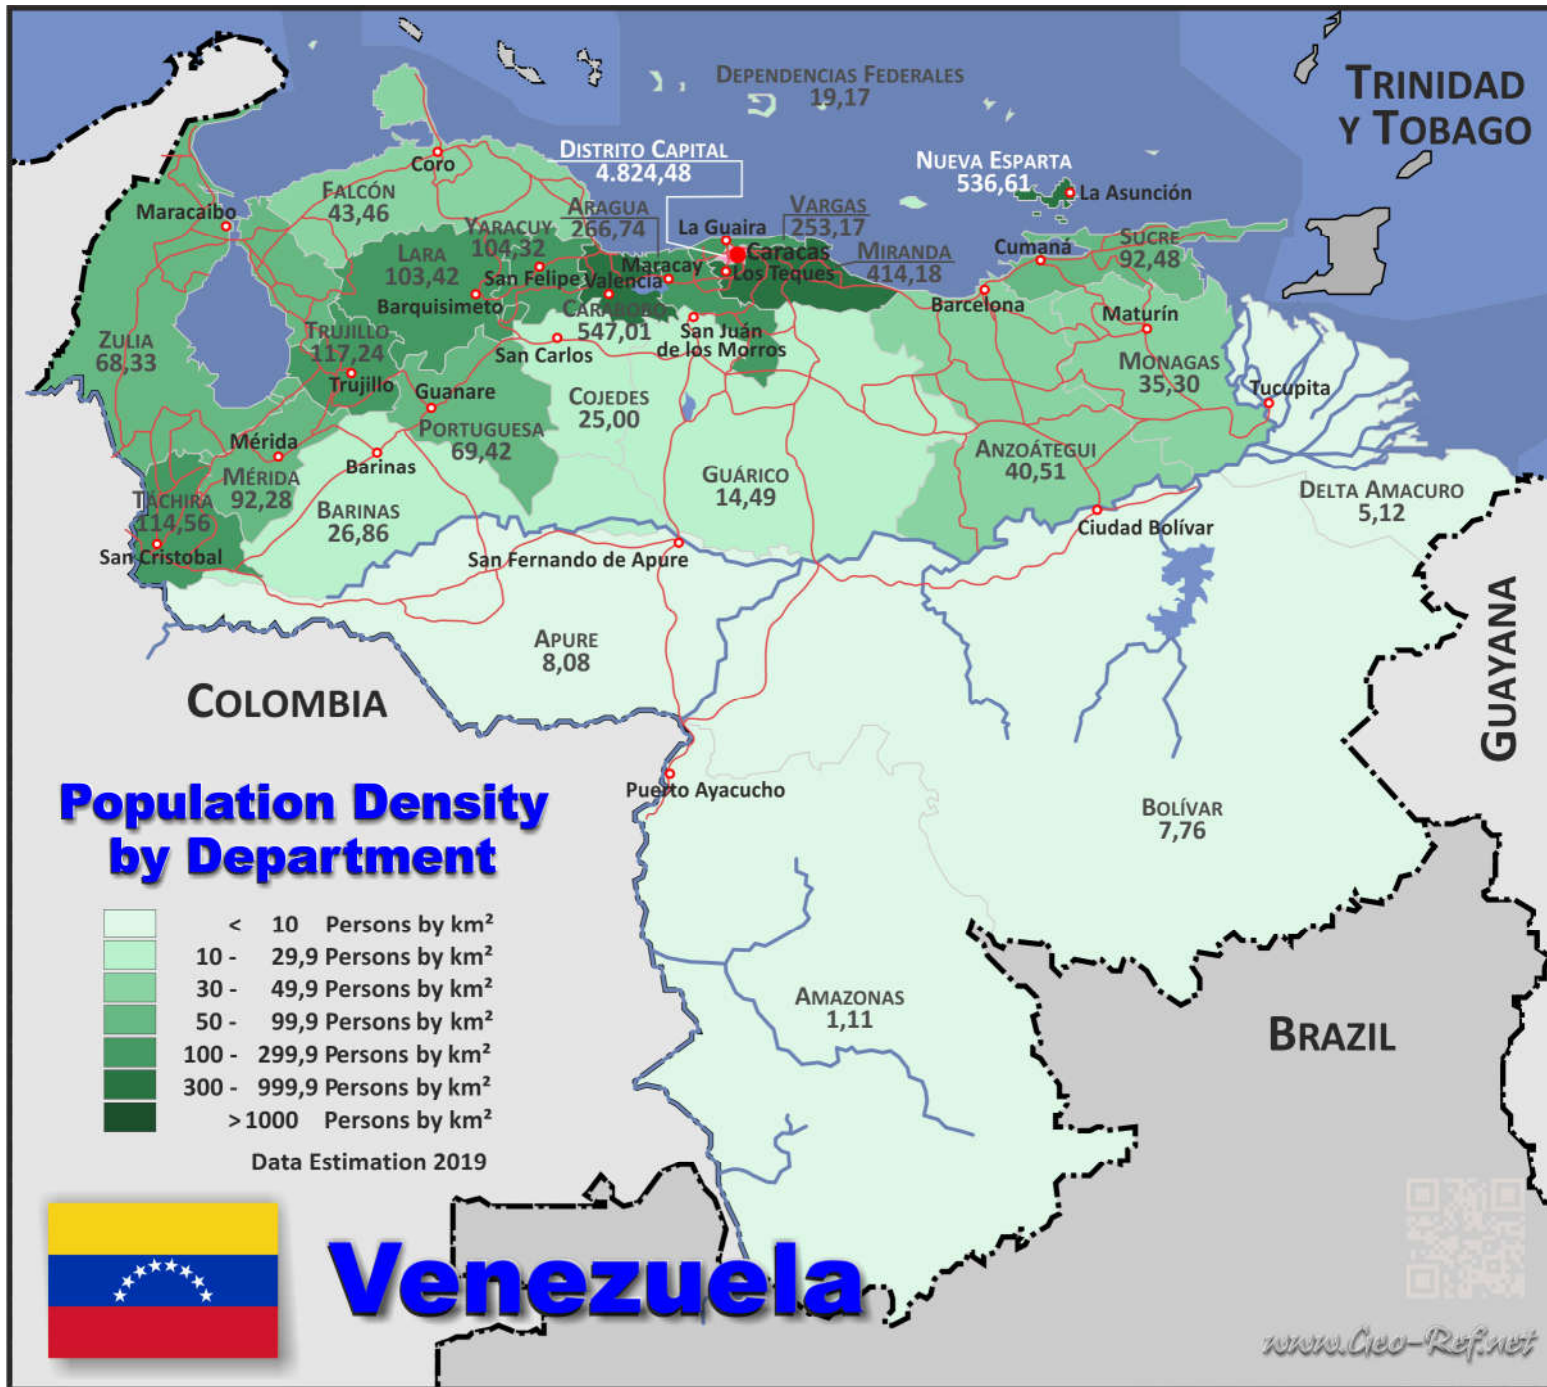 DEPENDENCIAS FEDERALES
19,17
TRINIDAD
Y TOBAGO
DISTRITO CAPITAL
4.824,48
NUEVA ESPARTA
536,61
La Asunción
Coro
FALCÓN
43,46
Maracaibo
ARAGUA
266,74
VARGAS
253,17
La Guaira
YARACUY
104,32
LARA
103,42
Caracas
MIRANDA
414,18
Cumaná
SUCRE
92,48
San Felipe
Valencia
Maracay
Los Teques
Barquisimeto
CARABOBO
547,01
Barcelona
Maturín
ZULIA
68,33
TRUJILLO
117,24
San Carlos
San Juán
de los Morros
MONAGAS
35,30
Trujillo
Guanare
COJEDES
25,00
Tucupita
PORTUGUESA
69,42
Mérida
Barinas
ANZOÁTEGUI
40,51
MÉRIDA
92,28
GUÁRICO
14,49
TÁCHIRA
114,56
BARINAS
26,86
DELTA AMACURO
5,12
Ciudad Bolívar
San Cristobal
San Fernando de Apure
APURE
8,08
GUAYANA
COLOMBIA
Puerto Ayacucho
BOLÍVAR
7,76
Population Density
by Department
< 10 Persons by km²
10 - 29,9 Persons by km²
30 - 49,9 Persons by km²
50 - 99,9 Persons by km²
100 - 299,9 Persons by km²
300 - 999,9 Persons by km²
>1000 Persons by km²
Data Estimation 2019
AMAZONAS
1,11
BRAZIL
Venezuela
www.Geo-Ref.net